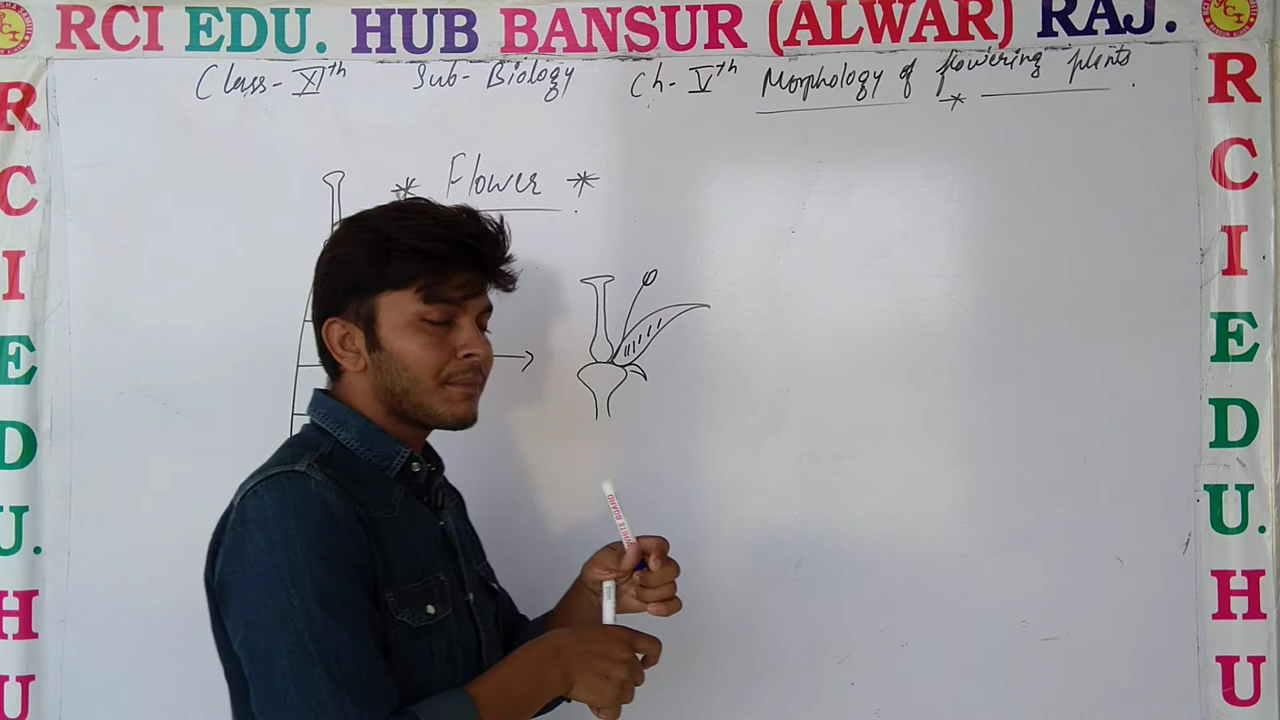 RCI EDU. HUB BANSUR (ALWAR) RAJ.
Class- XIth Sub- Biology Ch- Vth Morphology of flowering plants
* Flower *
R
C
I
E
D
U.
H
U
R
C
I
E
D
U.
H
U
WHITE BOARD